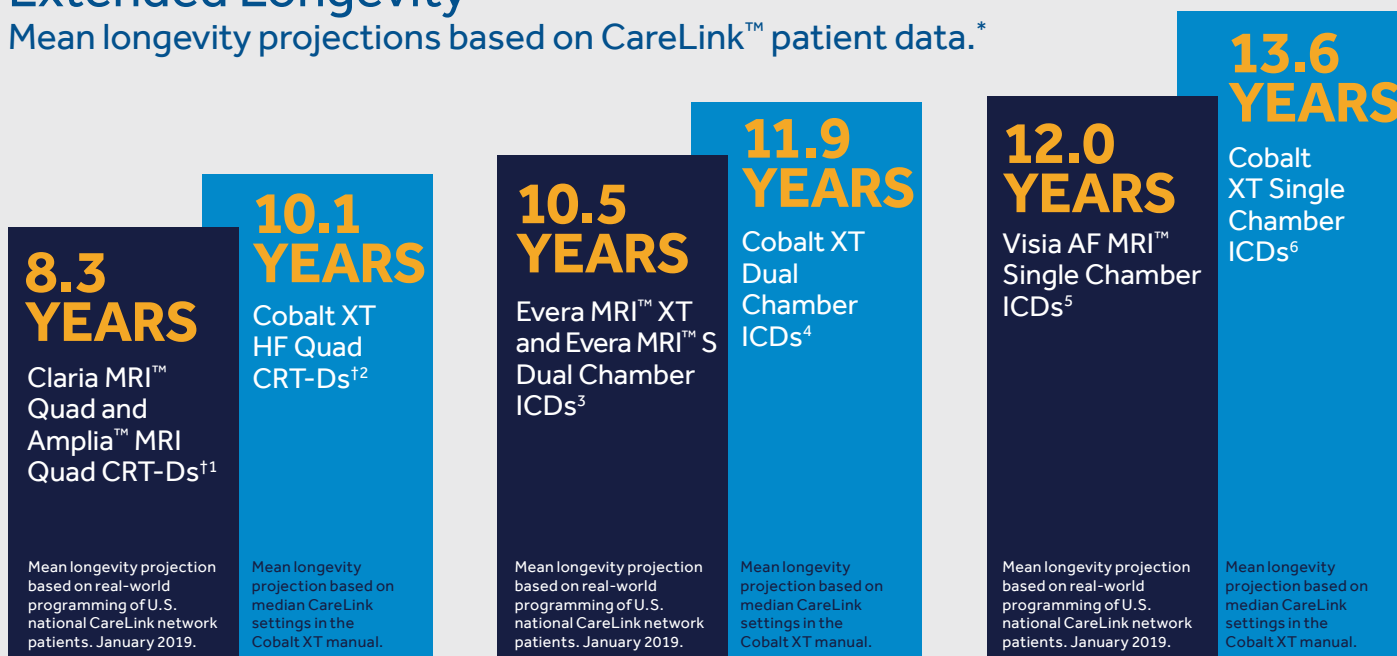 Extended Longevity
Mean longevity projections based on CareLink™ patient data.*
8.3
YEARS
Claria MRI™
Quad and
Amplia™ MRI
Quad CRT-Ds†1
Mean longevity projection
based on real-world
programming of U.S.
national CareLink network
patients. January 2019.
10.1
YEARS
Cobalt XT
HF Quad
CRT-Ds†2
Mean longevity
projection based on
median CareLink
settings in the
Cobalt XT manual.
10.5
YEARS
Evera MRI™ XT
and Evera MRI™ S
Dual Chamber
ICDs3
Mean longevity projection
based on real-world
programming of U.S.
national CareLink network
patients. January 2019.
11.9
YEARS
Cobalt XT
Dual
Chamber
ICDs4
Mean longevity
projection based on
median CareLink
settings in the
Cobalt XT manual.
12.0
YEARS
Visia AF MRI™
Single Chamber
ICDs5
Mean longevity projection
based on real-world
programming of U.S.
national CareLink network
patients. January 2019.
13.6
YEARS
Cobalt
XT Single
Chamber
ICDs6
Mean longevity
projection based on
median CareLink
settings in the
Cobalt XT manual.